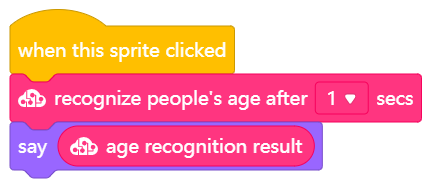 when this sprite clicked
recognize people's age after 1 secs
say age recognition result